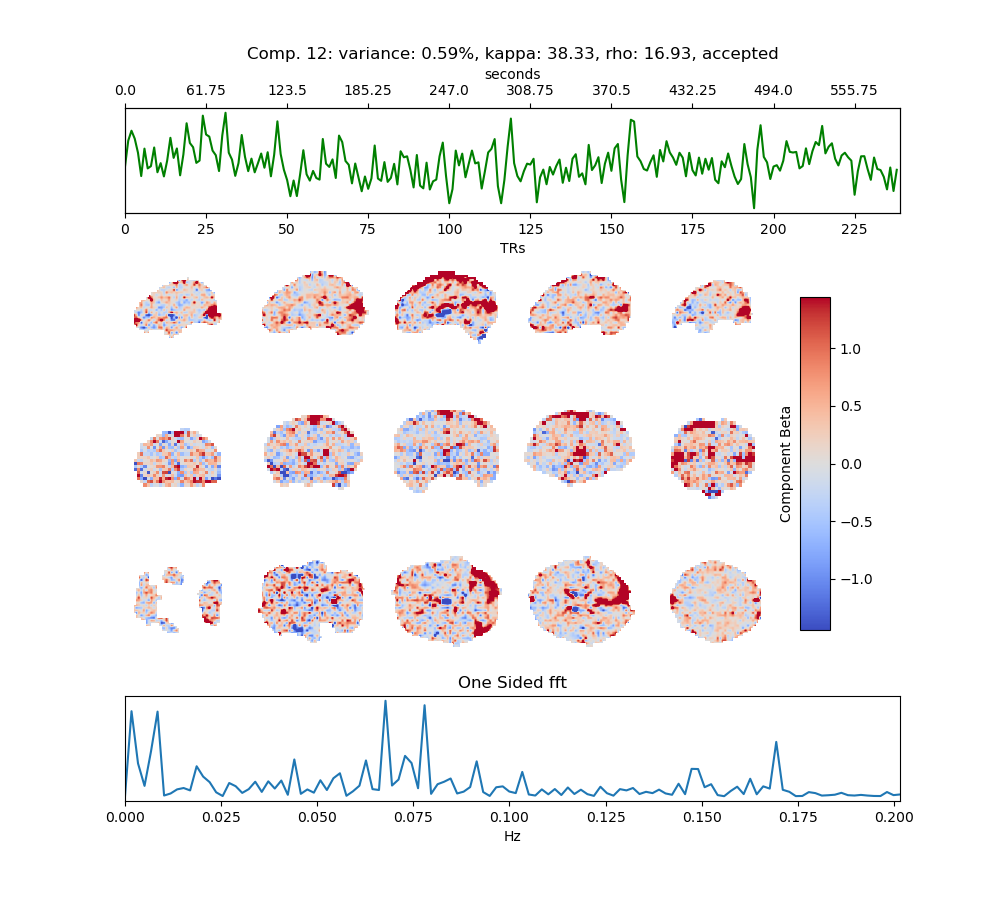 Comp. 12: variance: 0.59%, kappa: 38.33, rho: 16.93, accepted
seconds
0.0 61.75 123.5 185.25 247.0 308.75 370.5 432.25 494.0 555.75
0 25 50 75 100 125 150 175 200 225
TRs
1.0
0.5
0.0
−0.5
−1.0
Component Beta
One Sided fft
0.000 0.025 0.050 0.075 0.100 0.125 0.150 0.175 0.200
Hz